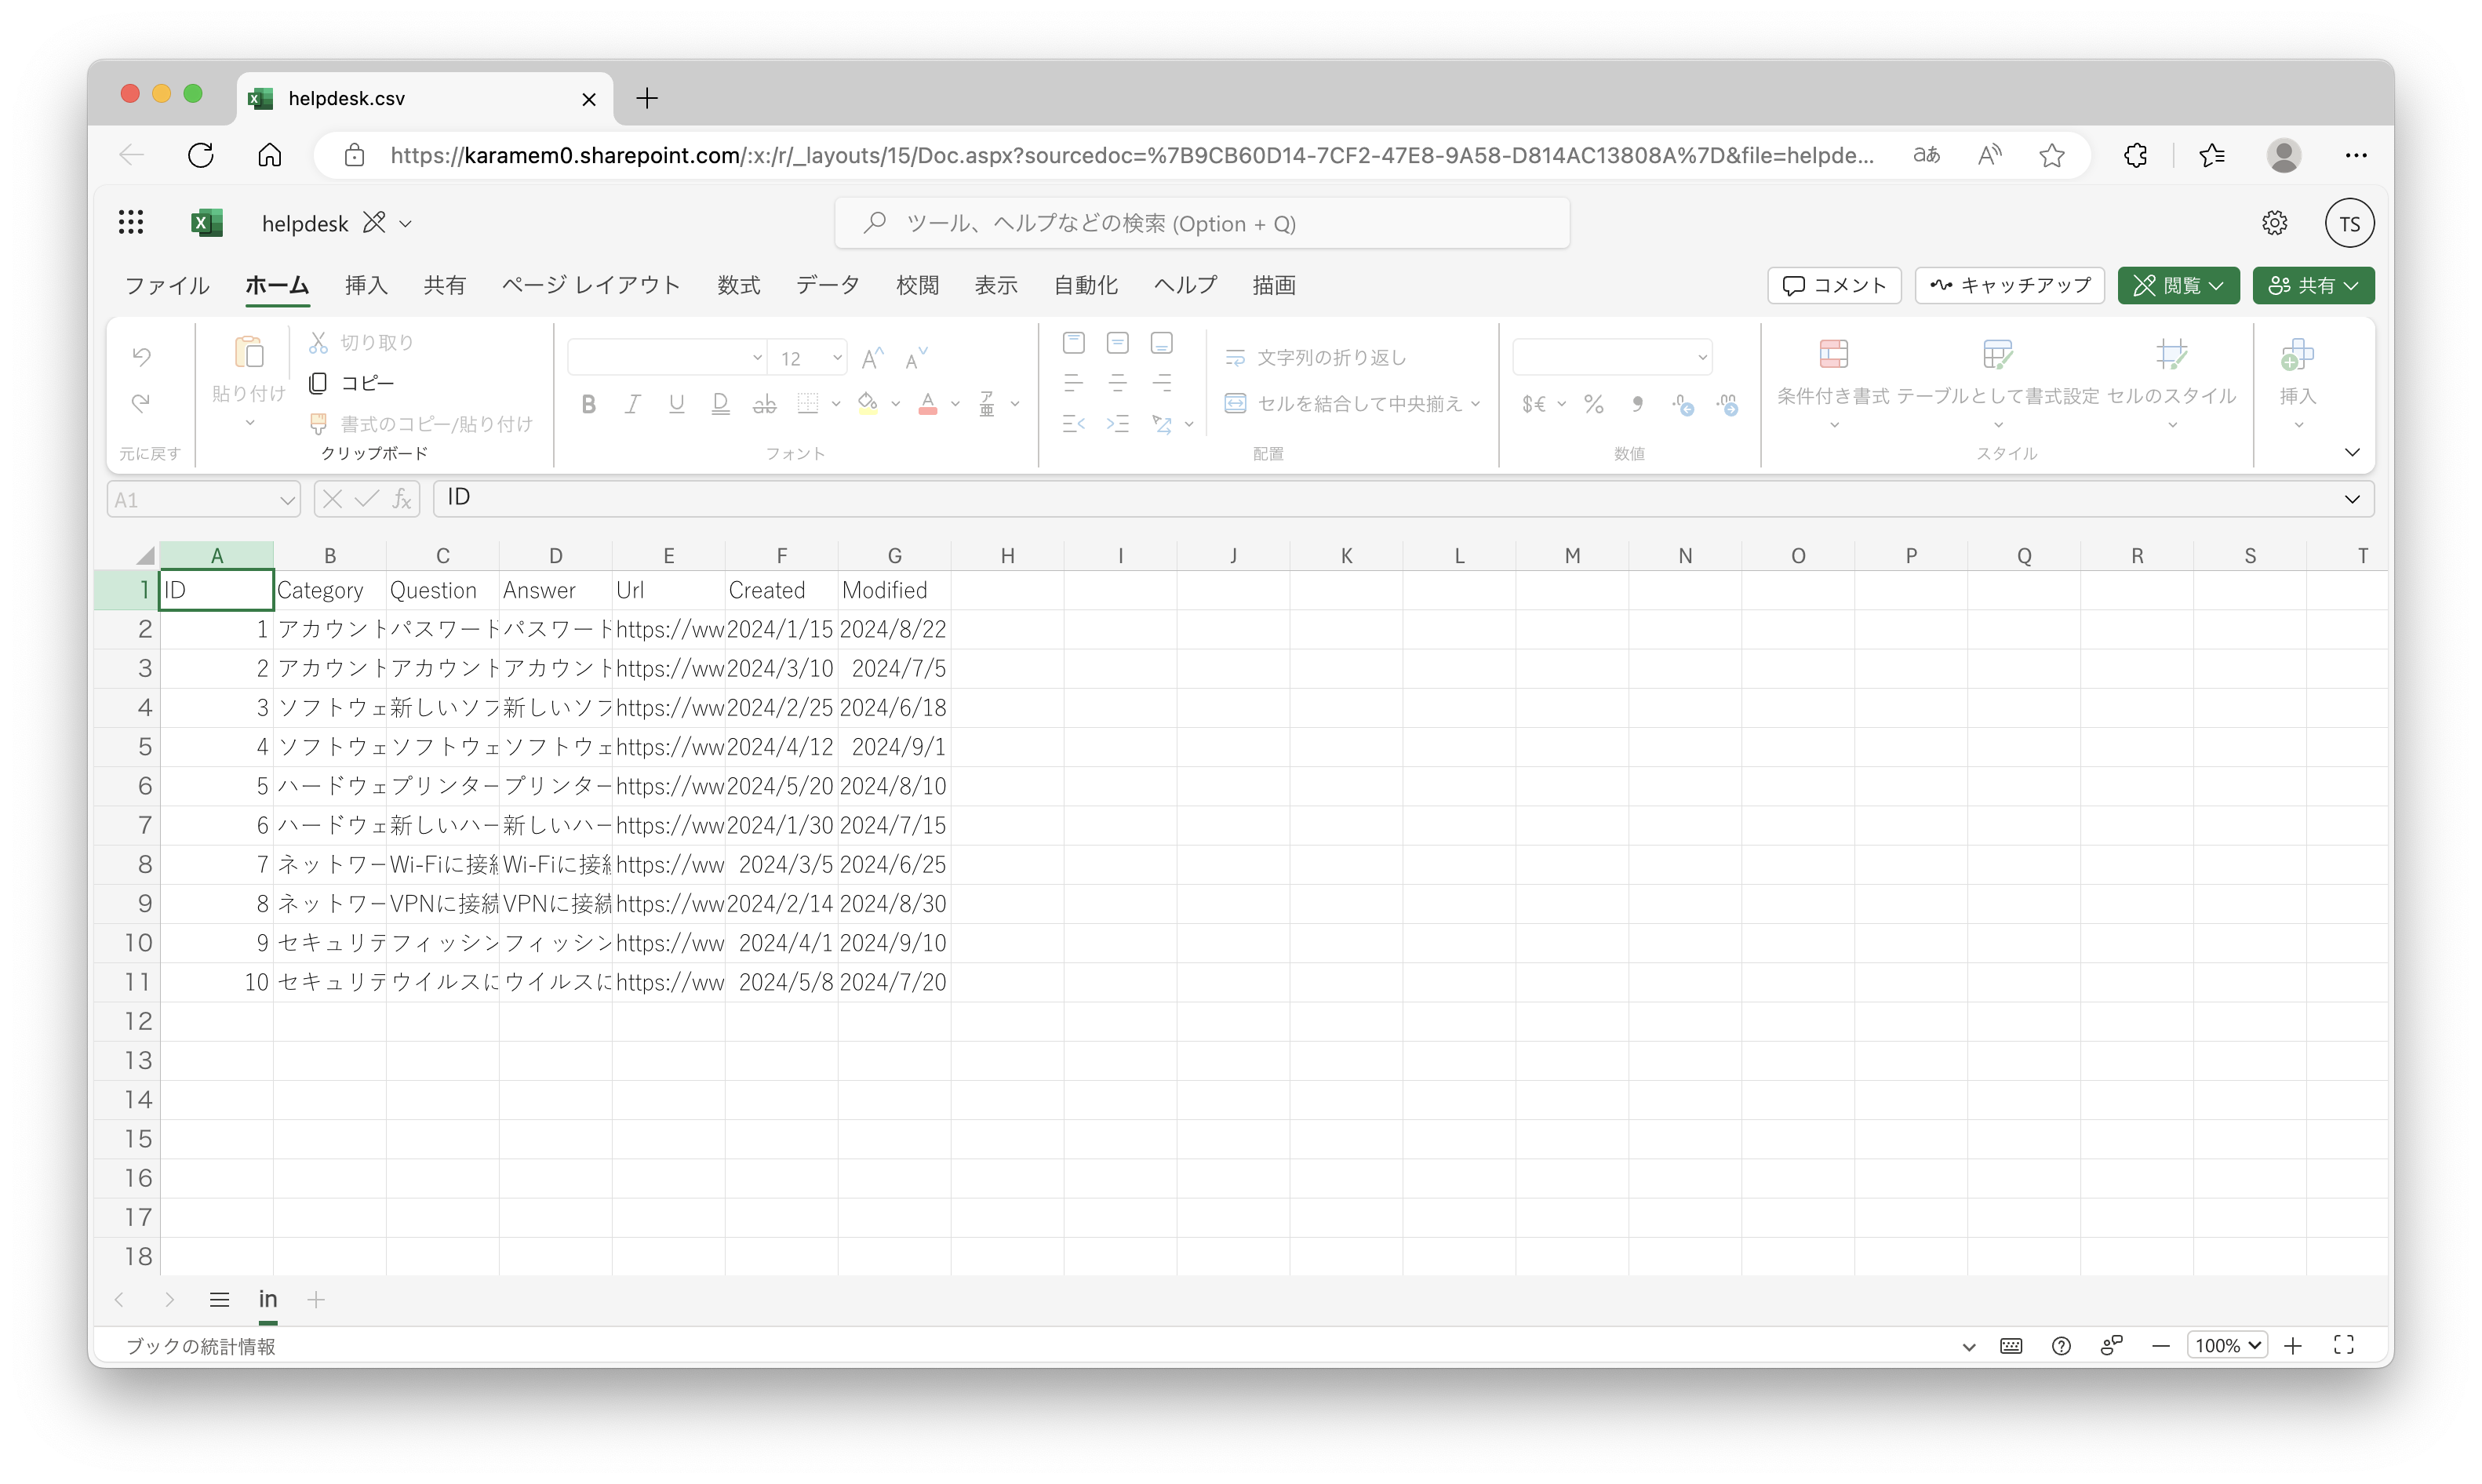 helpdesk.csv
https://karamem0.sharepoint.com/:x:/r/_layouts/15/Doc.aspx?sourcedoc=%7B9CB60D14-7CF2-47E8-9A58-D814AC13808A%7D&file=helpde...
helpdesk
ツール、ヘルプなどの検索 (Option + Q)
TS
ファイル ホーム 挿入 共有 ページ レイアウト 数式 データ 校閲 表示 自動化 ヘルプ 描画 コメント キャッチアップ 閲覧 共有
切り取り
貼り付け
コピー
書式のコピー/貼り付け
元に戻す クリップボード
12
フォント
文字列の折り返し
セルを結合して中央揃え
配置
$€ %
数値
条件付き書式 テーブルとして書式設定 セルのスタイル
スタイル
挿入
A1 fx ID
A B C D E F G H I J K L M N O P Q R S T
1 ID Category Question Answer Url Created Modified
2 1 アカウント パスワード パスワード https://ww 2024/1/15 2024/8/22
3 2 アカウント アカウント アカウント https://ww 2024/3/10 2024/7/5
4 3 ソフトウェ 新しいソフ 新しいソフ https://ww 2024/2/25 2024/6/18
5 4 ソフトウェ ソフトウェ ソフトウェ https://ww 2024/4/12 2024/9/1
6 5 ハードウェ プリンター プリンター https://ww 2024/5/20 2024/8/10
7 6 ハードウェ 新しいハー 新しいハー https://ww 2024/1/30 2024/7/15
8 7 ネットワー Wi-Fiに接続 Wi-Fiに接続 https://ww 2024/3/5 2024/6/25
9 8 ネットワー VPNに接続 VPNに接続 https://ww 2024/2/14 2024/8/30
10 9 セキュリテ フィッシン フィッシン https://ww 2024/4/1 2024/9/10
11 10 セキュリテ ウイルスに ウイルスに https://ww 2024/5/8 2024/7/20
12
13
14
15
16
17
18
in
ブックの統計情報
100%